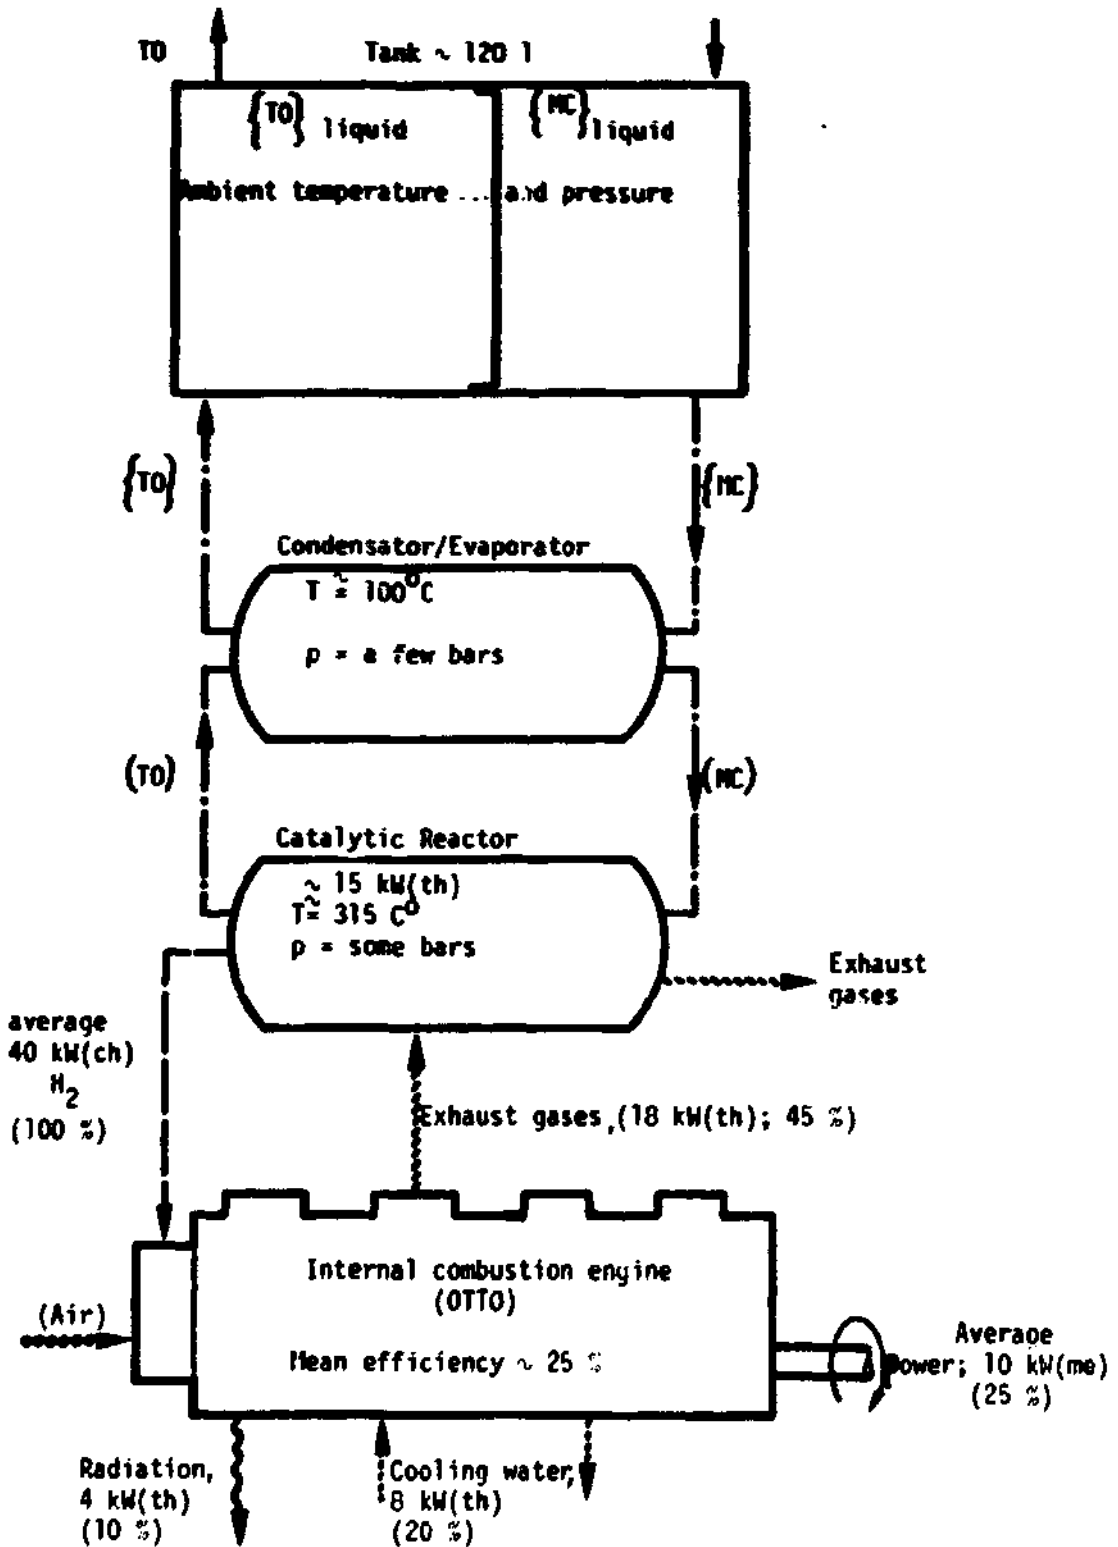 TO
Tank ~ 120 l
{TO} liquid
{MC} liquid
Ambient temperature ... and pressure
{TO}
{MC}
Condensator/Evaporator
T ≅ 100°C
p = a few bars
(TO)
(MC)
Catalytic Reactor
~ 15 kW(th)
T ≅ 315 C°
p = some bars
Exhaust
gases
average
40 kW(ch)
H2
(100 %)
Exhaust gases,(18 kW(th); 45 %)
Internal combustion engine
(OTTO)
(Air)
Mean efficiency ~ 25 %
Average
Power; 10 kW(me)
(25 %)
Radiation,
4 kW(th)
(10 %)
Cooling water,
8 kW(th)
(20 %)